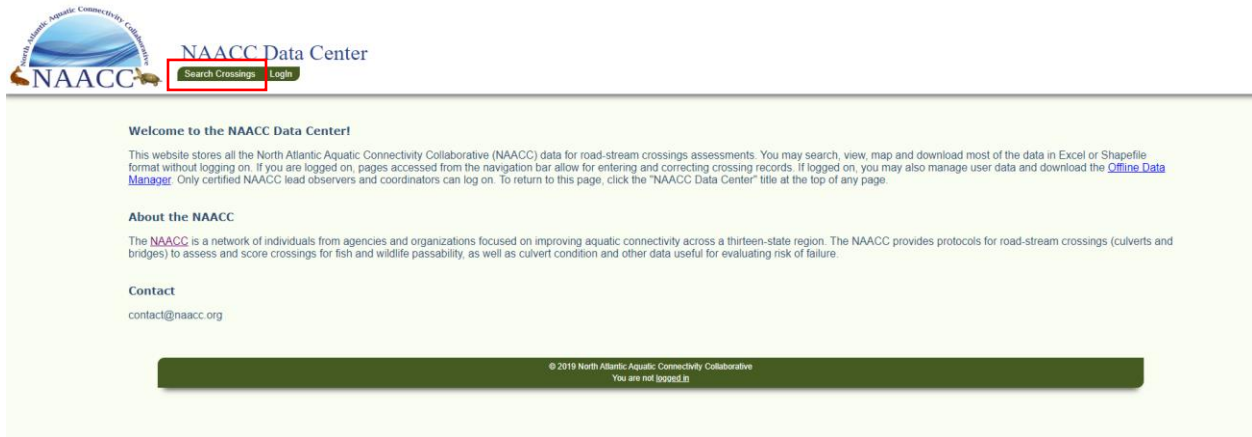 North Atlantic Aquatic Connectivity Collaborative
NAACC
NAACC Data Center
Search Crossings LogIn
Welcome to the NAACC Data Center!
This website stores all the North Atlantic Aquatic Connectivity Collaborative (NAACC) data for road-stream crossings assessments. You may search, view, map and download most of the data in Excel or Shapefile
format without logging on. If you are logged on, pages accessed from the navigation bar allow for entering and correcting crossing records. If logged on, you may also manage user data and download the Offline Data
Manager. Only certified NAACC lead observers and coordinators can log on. To return to this page, click the "NAACC Data Center" title at the top of any page.
About the NAACC
The NAACC is a network of individuals from agencies and organizations focused on improving aquatic connectivity across a thirteen-state region. The NAACC provides protocols for road-stream crossings (culverts and
bridges) to assess and score crossings for fish and wildlife passability, as well as culvert condition and other data useful for evaluating risk of failure.
Contact
contact@naacc.org
© 2019 North Atlantic Aquatic Connectivity Collaborative
You are not logged in